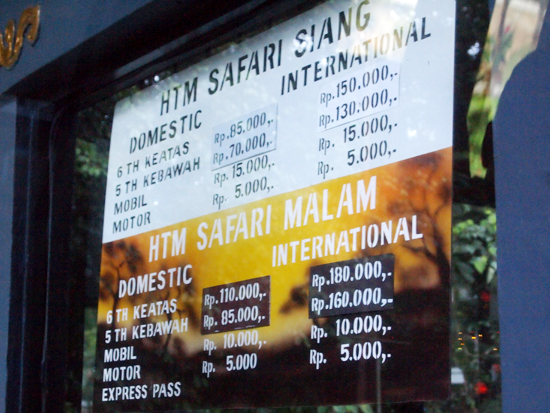 HTM SAFARI SIANG
DOMESTIC INTERNATIONAL
6 TH KEATAS Rp. 85.000,- Rp. 150.000,-
5 TH KEBAWAH Rp. 70.000,- Rp. 130.000,-
MOBIL Rp. 15.000,- Rp. 15.000,-
MOTOR Rp. 5.000,- Rp. 5.000,-
HTM SAFARI MALAM
DOMESTIC INTERNATIONAL
6 TH KEATAS Rp. 110.000,- Rp. 180.000,-
5 TH KEBAWAH Rp. 85.000,- Rp. 160.000,-
MOBIL Rp. 10.000,- Rp. 10.000,-
MOTOR Rp. 5.000 Rp. 5.000,-
EXPRESS PASS